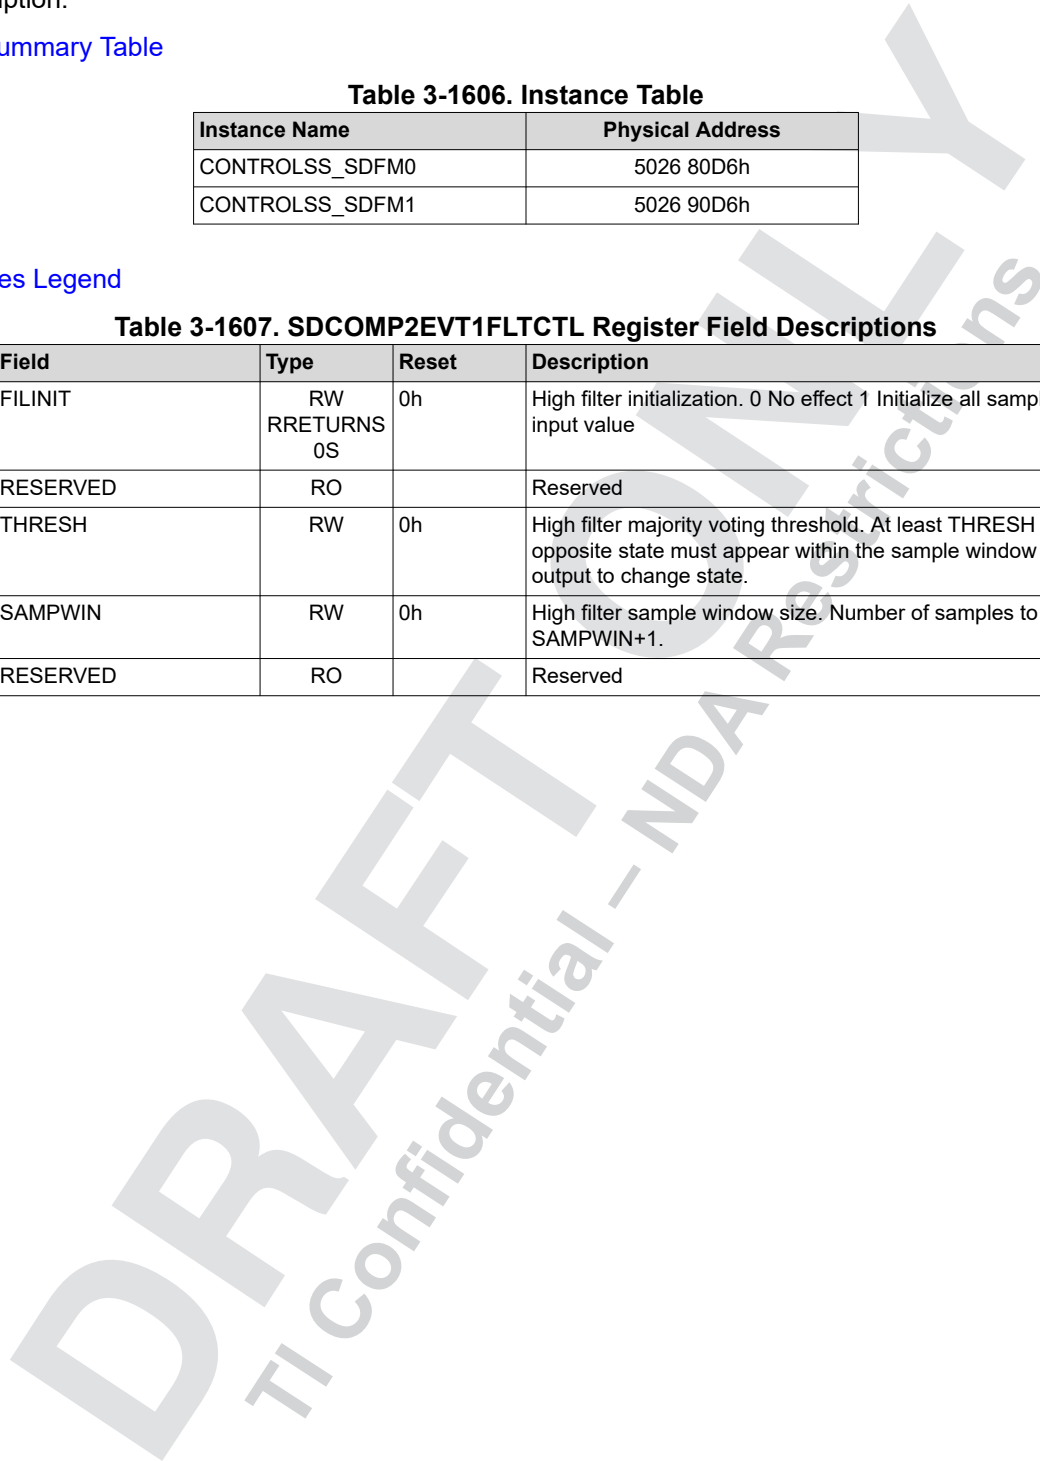 ption.
ummary Table
Table 3-1606. Instance Table
Instance Name Physical Address
CONTROLSS_SDFM0 5026 80D6h
CONTROLSS_SDFM1 5026 90D6h
es Legend
Table 3-1607. SDCOMP2EVT1FLTCTL Register Field Descriptions
Field Type Reset Description
FILINIT RW RRETURNS 0S 0h High filter initialization. 0 No effect 1 Initialize all sampl
input value
RESERVED RO Reserved
THRESH RW 0h High filter majority voting threshold. At least THRESH
opposite state must appear within the sample window
output to change state.
SAMPWIN RW 0h High filter sample window size. Number of samples to
SAMPWIN+1.
RESERVED RO Reserved
DRAFT ONLY
TI Confidential – NDA Restrictions